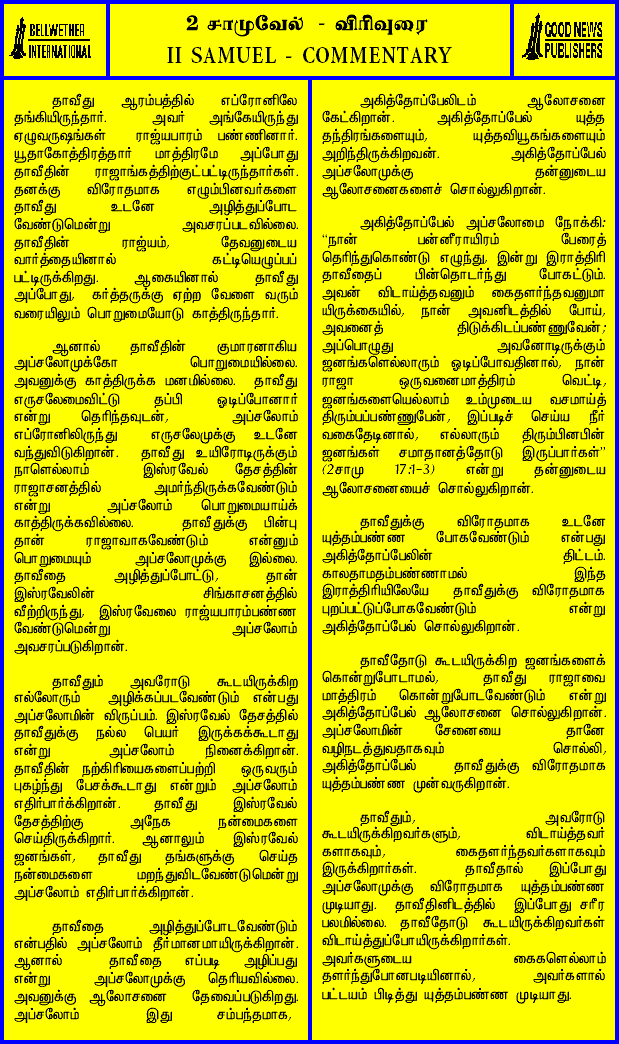 BELLWETHER
INTERNATIONAL
2 சாமுவேல் - விரிவுரை
II SAMUEL - COMMENTARY
GOOD NEWS
PUBLISHERS
தாவீது ஆரம்பத்தில் எப்ரோனிலே
தங்கியிருந்தார். அவர் அங்கேயிருந்து
ஏழுவருஷங்கள் ராஜ்யபாரம் பண்ணினார்.
யூதாகோத்திரத்தார் மாத்திரமே அப்போது
தாவீதின் ராஜாங்கத்திற்குட்பட்டிருந்தார்கள்.
தனக்கு விரோதமாக எழும்பினவர்களை
தாவீது உடனே அழித்துப்போட
வேண்டுமென்று அவசரப்படவில்லை.
தாவீதின் ராஜ்யம், தேவனுடைய
வார்த்தையினால் கட்டியெழுப்பப்
பட்டிருக்கிறது. ஆகையினால் தாவீது
அப்போது, கர்த்தருக்கு ஏற்ற வேளை வரும்
வரையிலும் பொறுமையோடு காத்திருந்தார்.
ஆனால் தாவீதின் குமாரனாகிய
அப்சலோமுக்கோ பொறுமையில்லை.
அவனுக்கு காத்திருக்க மனமில்லை. தாவீது
எருசலேமைவிட்டு தப்பி ஓடிப்போனார்
என்று தெரிந்தவுடன், அப்சலோம்
எப்ரோனிலிருந்து எருசலேமுக்கு உடனே
வந்துவிடுகிறான். தாவீது உயிரோடிருக்கும்
நாளெல்லாம் இஸ்ரவேல் தேசத்தின்
ராஜாசனத்தில் அமர்ந்திருக்கவேண்டும்
என்று அப்சலோம் பொறுமையாய்க்
காத்திருக்கவில்லை. தாவீதுக்கு பின்பு
தான் ராஜாவாகவேண்டும் என்னும்
பொறுமையும் அப்சலோமுக்கு இல்லை.
தாவீதை அழித்துப்போட்டு, தான்
இஸ்ரவேலின் சிங்காசனத்தில்
வீற்றிருந்து, இஸ்ரவேலை ராஜ்யபாரம்பண்ண
வேண்டுமென்று அப்சலோம்
அவசரப்படுகிறான்.
தாவீதும் அவரோடு கூடயிருக்கிற
எல்லோரும் அழிக்கப்படவேண்டும் என்பது
அப்சலோமின் விருப்பம். இஸ்ரவேல் தேசத்தில்
தாவீதுக்கு நல்ல பெயர் இருக்கக்கூடாது
என்று அப்சலோம் நினைக்கிறான்.
தாவீதின் நற்கிரியைகளைப்பற்றி ஒருவரும்
புகழ்ந்து பேசக்கூடாது என்றும் அப்சலோம்
எதிர்பார்க்கிறான். தாவீது இஸ்ரவேல்
தேசத்திற்கு அநேக நன்மைகளை
செய்திருக்கிறார். ஆனாலும் இஸ்ரவேல்
ஜனங்கள், தாவீது தங்களுக்கு செய்த
நன்மைகளை மறந்துவிடவேண்டுமென்று
அப்சலோம் எதிர்பார்க்கிறான்.
தாவீதை அழித்துப்போடவேண்டும்
என்பதில் அப்சலோம் தீர்மானமாயிருக்கிறான்.
ஆனால் தாவீதை எப்படி அழிப்பது
என்று அப்சலோமுக்கு தெரியவில்லை.
அவனுக்கு ஆலோசனை தேவைப்படுகிறது.
அப்சலோம் இது சம்பந்தமாக,
அகித்தோப்பேலிடம் ஆலோசனை
கேட்கிறான். அகித்தோப்பேல் யுத்த
தந்திரங்களையும், யுத்தவியூகங்களையும்
அறிந்திருக்கிறவன். அகித்தோப்பேல்
அப்சலோமுக்கு தன்னுடைய
ஆலோசனைகளைச் சொல்லுகிறான்.
அகித்தோப்பேல் அப்சலோமை நோக்கி:
“நான் பன்னீராயிரம் பேரைத்
தெரிந்துகொண்டு எழுந்து, இன்று இராத்திரி
தாவீதைப் பின்தொடர்ந்து போகட்டும்.
அவன் விடாய்த்தவனும் கைதளர்ந்தவனுமா
யிருக்கையில், நான் அவனிடத்தில் போய்,
அவனைத் திடுக்கிடப்பண்ணுவேன்;
அப்பொழுது அவனோடிருக்கும்
ஜனங்களெல்லாரும் ஓடிப்போவதினால், நான்
ராஜா ஒருவனைமாத்திரம் வெட்டி,
ஜனங்களையெல்லாம் உம்முடைய வசமாய்த்
திரும்பப்பண்ணுபேன், இப்படிச் செய்ய நீர்
வகைதேடினால், எல்லாரும் திரும்பினபின்
ஜனங்கள் சமாதானத்தோடு இருப்பார்கள்”
(2சாமு 17:1-3) என்று தன்னுடைய
ஆலோசனையைச் சொல்லுகிறான்.
தாவீதுக்கு விரோதமாக உடனே
யுத்தம்பண்ண போகவேண்டும் என்பது
அகித்தோப்பேலின் திட்டம்.
காலதாமதம்பண்ணாமல் இந்த
இராத்திரியிலேயே தாவீதுக்கு விரோதமாக
புறப்பட்டுப்போகவேண்டும் என்று
அகித்தோப்பேல் சொல்லுகிறான்.
தாவீதோடு கூடயிருக்கிற ஜனங்களைக்
கொன்றுபோடாமல், தாவீது ராஜாவை
மாத்திரம் கொன்றுபோடவேண்டும் என்று
அகித்தோப்பேல் ஆலோசனை சொல்லுகிறான்.
அப்சலோமின் சேனையை தானே
வழிநடத்துவதாகவும் சொல்லி,
அகித்தோப்பேல் தாவீதுக்கு விரோதமாக
யுத்தம்பண்ண முன்வருகிறான்.
தாவீதும், அவரோடு
கூடயிருக்கிறவர்களும், விடாய்த்தவர்
களாகவும், கைதளர்ந்தவர்களாகவும்
இருக்கிறார்கள். தாவீதால் இப்போது
அப்சலோமுக்கு விரோதமாக யுத்தம்பண்ண
முடியாது. தாவீதினிடத்தில் இப்போது சரீர
பலமில்லை. தாவீதோடு கூடயிருக்கிறவர்கள்
விடாய்த்துப்போயிருக்கிறார்கள்.
அவர்களுடைய கைகளெல்லாம்
தளர்ந்துபோனபடியினால், அவர்களால்
பட்டயம் பிடித்து யுத்தம்பண்ண முடியாது.